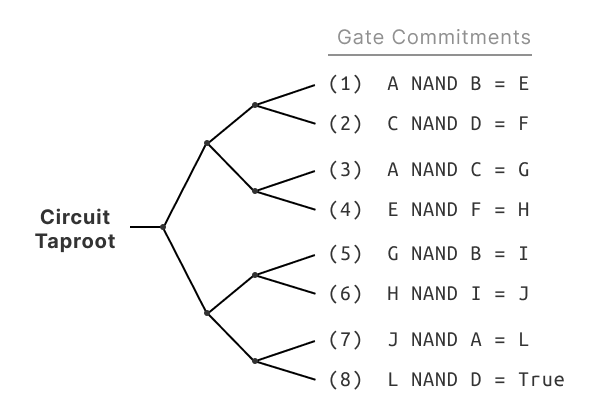 Gate Commitments
(1) A NAND B = E
(2) C NAND D = F
(3) A NAND C = G
(4) E NAND F = H
Circuit
Taproot
(5) G NAND B = I
(6) H NAND I = J
(7) J NAND A = L
(8) L NAND D = True